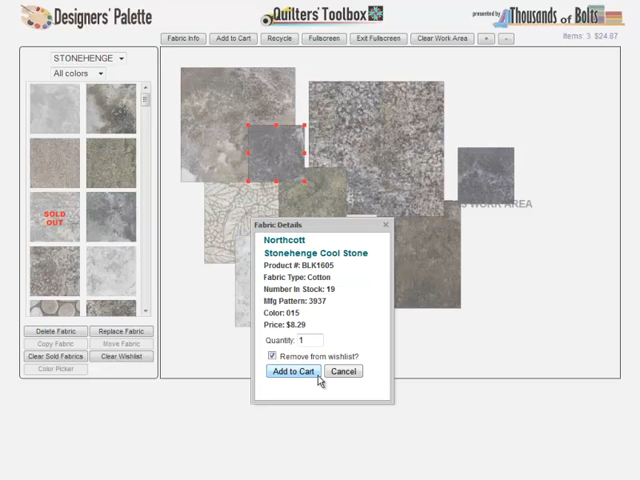 Designers' Palette
Quilters' Toolbox
presented by Thousands of Bolts
Fabric Info
Add to Cart
Recycle
Fullscreen
Exit Fullscreen
Clear Work Area
+
-
Items: 3 $24.87
STONEHENGE
All colors
SOLD
OUT
WORK AREA
Fabric Details
Northcott
Stonehenge Cool Stone
Product #: BLK1605
Fabric Type: Cotton
Number In Stock: 19
Mfg Pattern: 3937
Color: 015
Price: $8.29
Quantity: 1
Remove from wishlist?
Add to Cart
Cancel
Delete Fabric
Replace Fabric
Copy Fabric
Move Fabric
Clear Sold Fabrics
Clear Wishlist
Color Picker